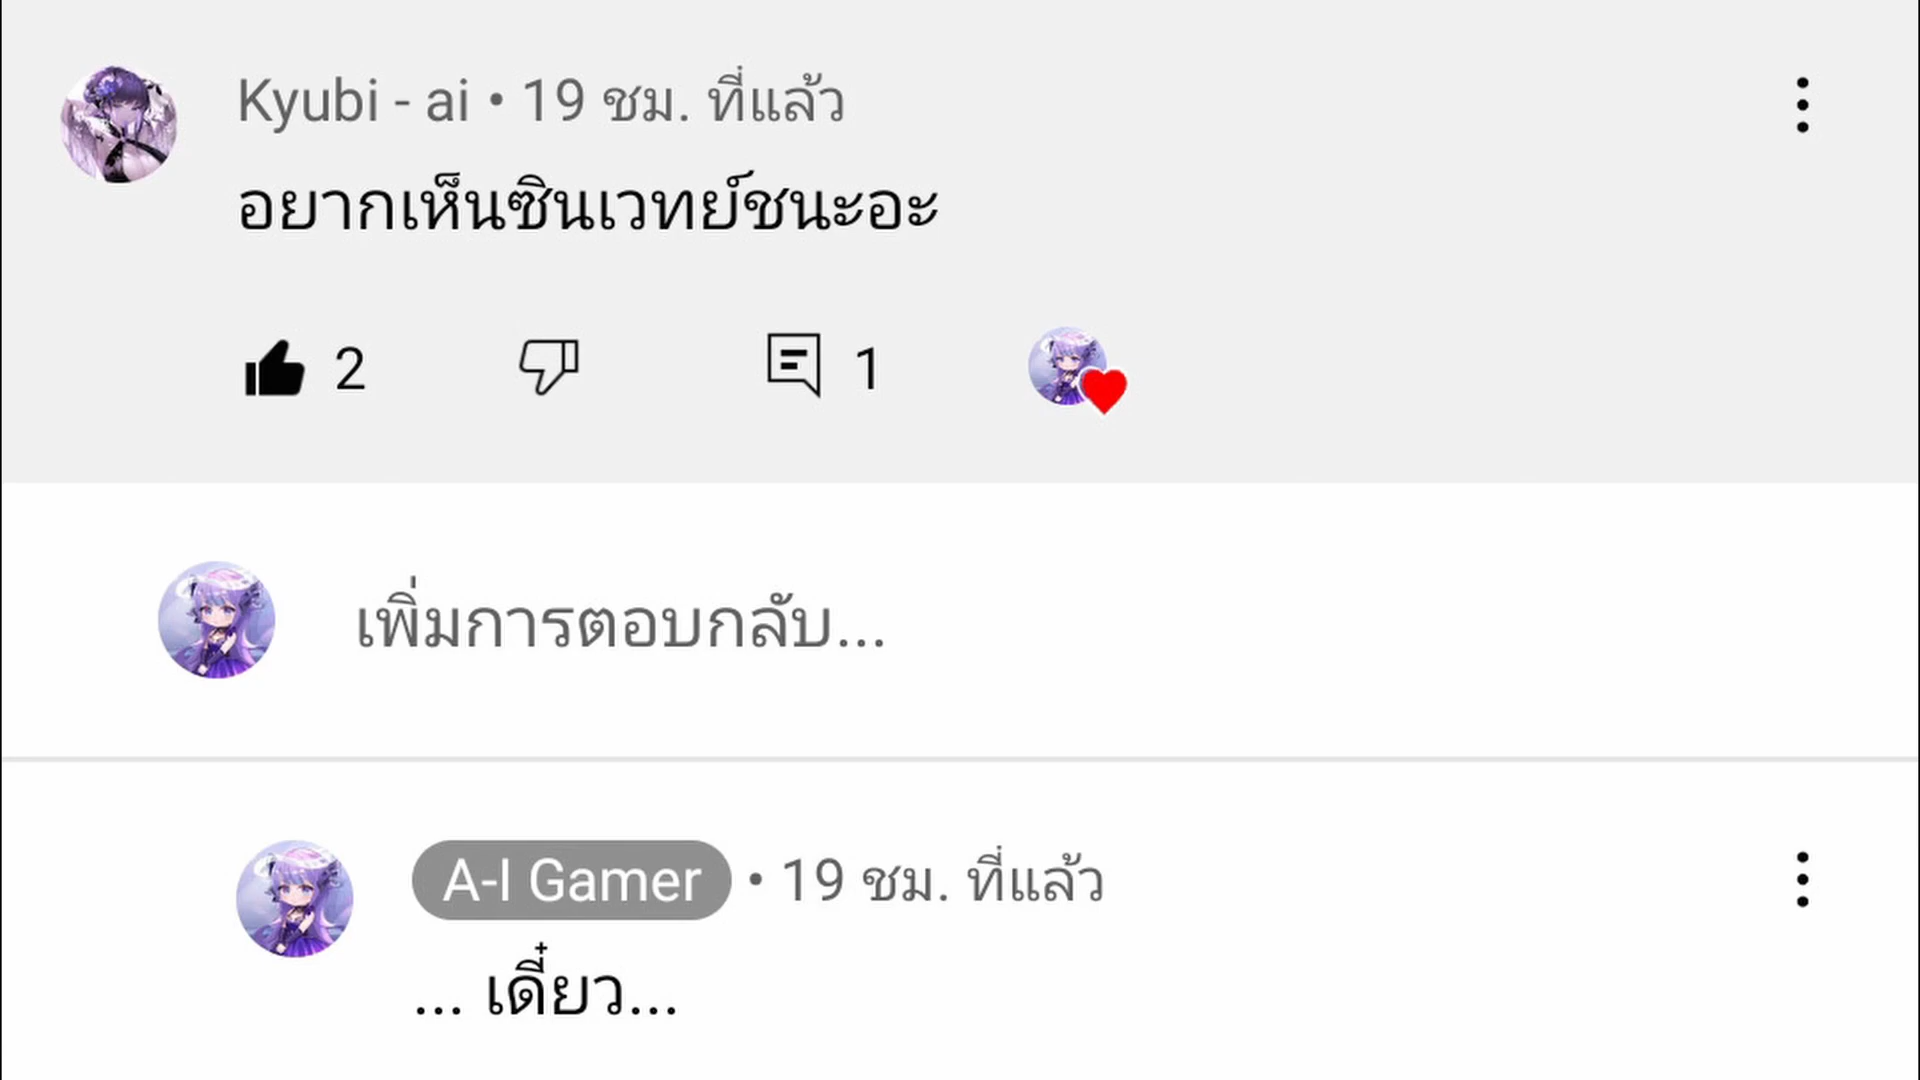 Kyubi - ai • 19 ชม. ที่แล้ว
อยากเห็นซินเวทย์ชนะอะ
2 1
เพิ่มการตอบกลับ...
A-I Gamer • 19 ชม. ที่แล้ว
... เดี๋ยว...